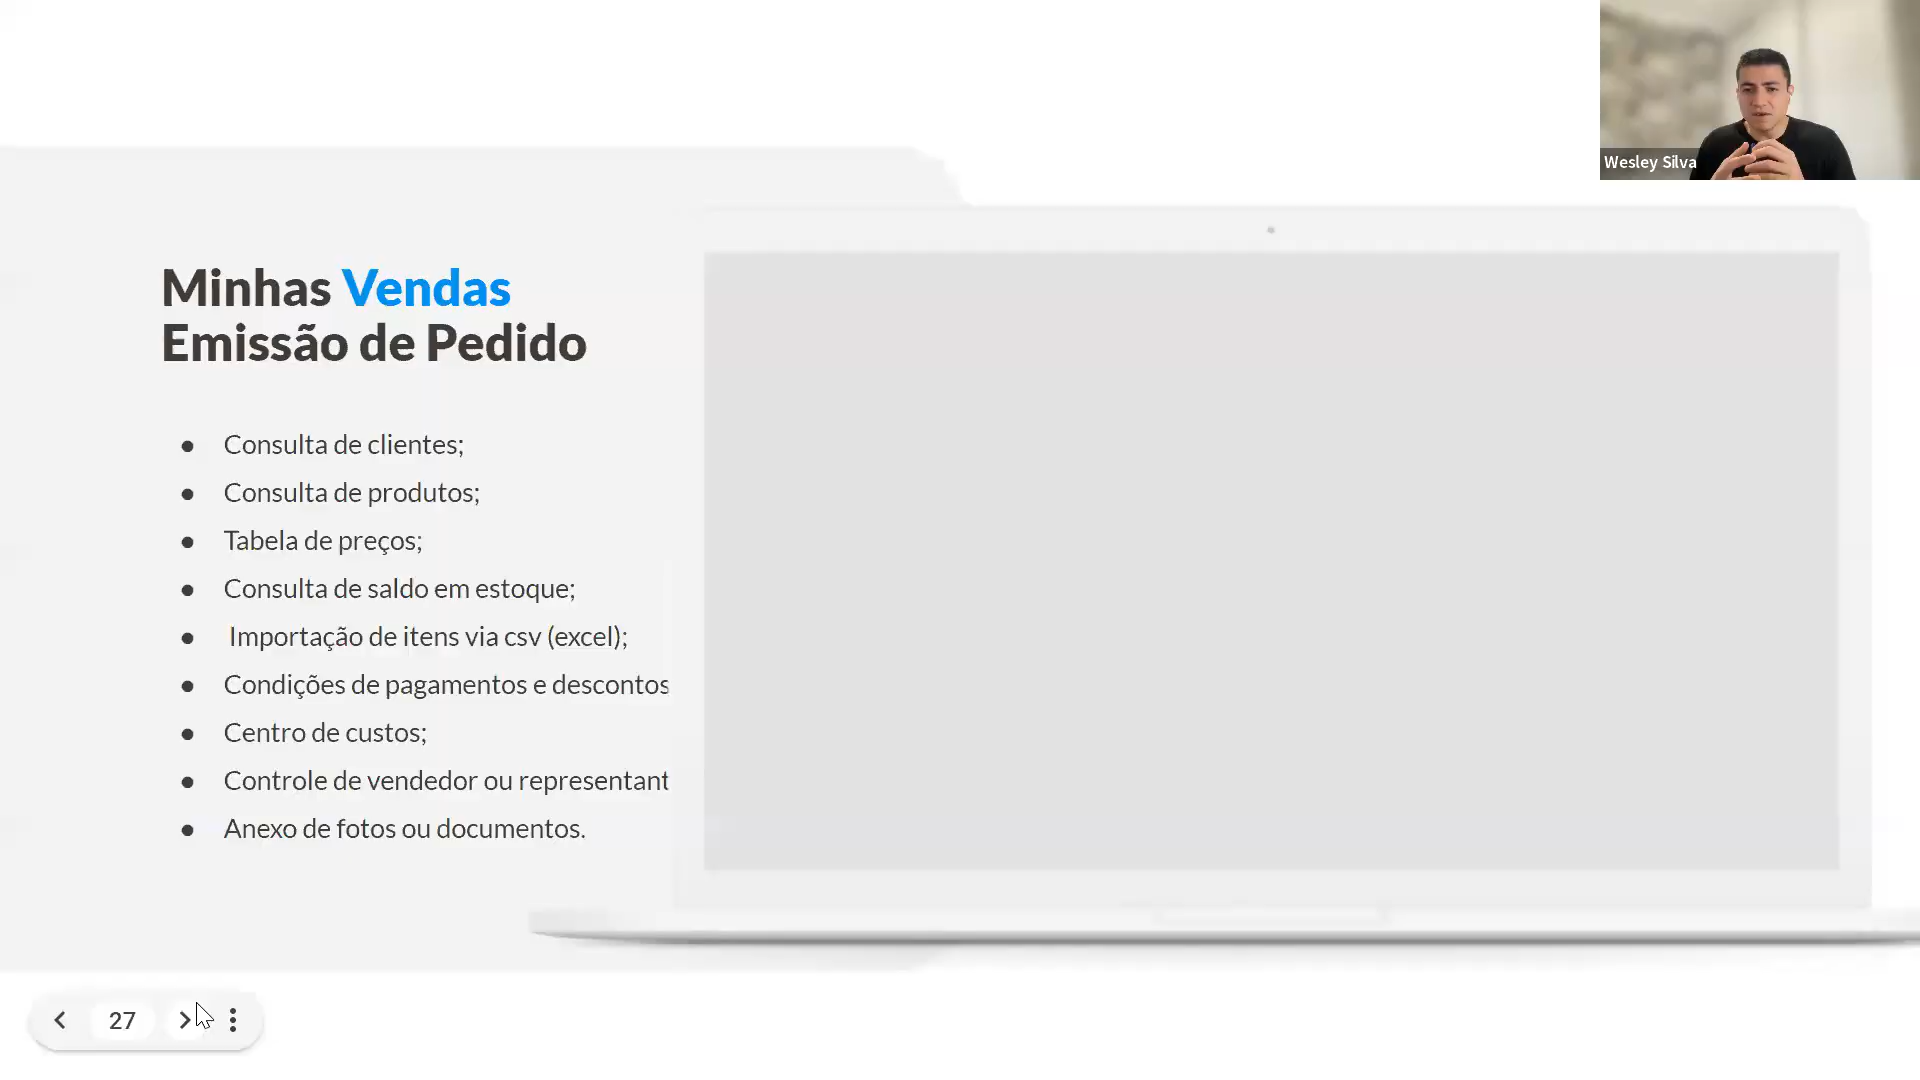 Wesley Silva
Minhas Vendas
Emissão de Pedido
● Consulta de clientes;
● Consulta de produtos;
● Tabela de preços;
● Consulta de saldo em estoque;
● Importação de itens via csv (excel);
● Condições de pagamentos e descontos
● Centro de custos;
● Controle de vendedor ou representant
● Anexo de fotos ou documentos.
27